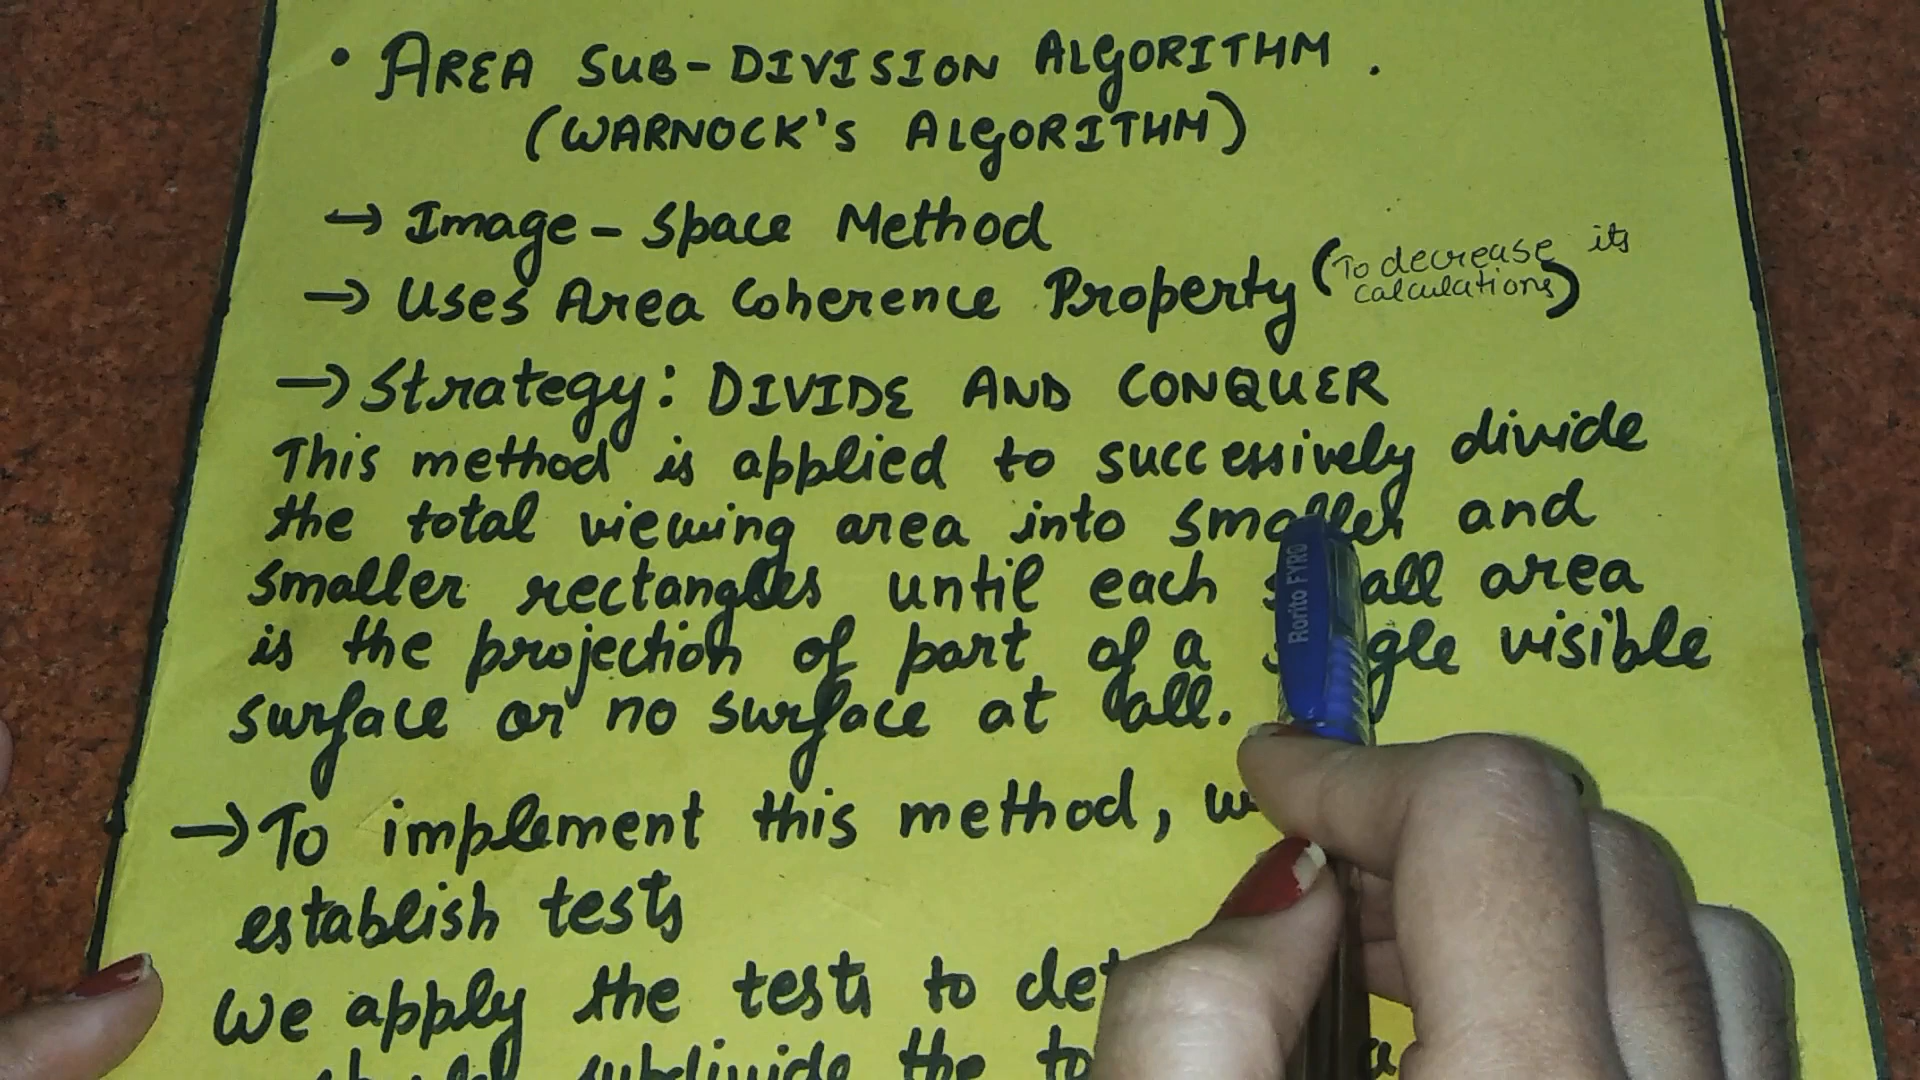 • AREA SUB-DIVISION ALGORITHM.
(WARNOCK'S ALGORITHM)
→ Image-Space Method
→ Uses Area Coherence Property (To decrease its
calculations)
→ Strategy: DIVIDE AND CONQUER
This method is applied to successively divide
the total viewing area into smaller and
smaller rectangles until each small area
is the projection of part of a single visible
surface or no surface at all.
→ To implement this method,
establish tests
We apply the tests to
subdivide the
Rorito FYRO